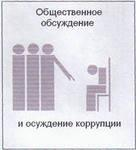 Общественное
обсуждение
и осуждение коррупции